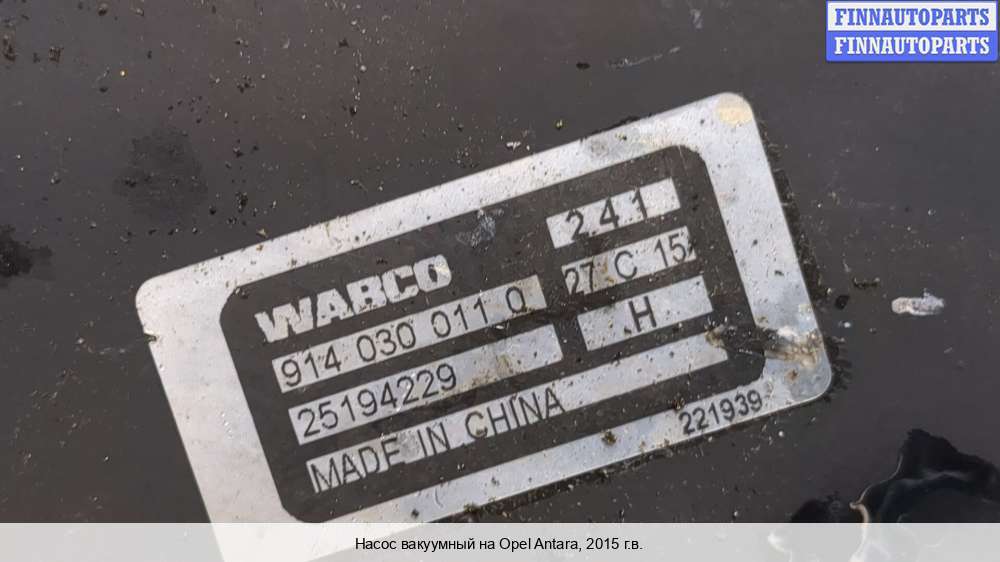 FINNAUTOPARTS
FINNAUTOPARTS
WABCO
241
914 030 011 0
27 C 15
25194229
H
MADE IN CHINA
221939
Насос вакуумный на Opel Antara, 2015 г.в.